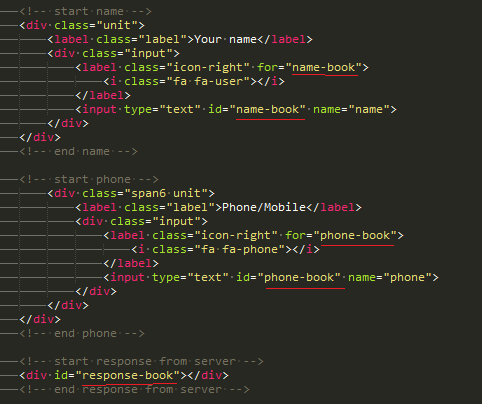 <!-- start name -->
<div class="unit">
<label class="label">Your name</label>
<div class="input">
<label class="icon-right" for="name-book">
<i class="fa fa-user"></i>
</label>
<input type="text" id="name-book" name="name">
</div>
</div>
<!-- end name -->
<!-- start phone -->
<div class="span6 unit">
<label class="label">Phone/Mobile</label>
<div class="input">
<label class="icon-right" for="phone-book">
<i class="fa fa-phone"></i>
</label>
<input type="text" id="phone-book" name="phone">
</div>
</div>
</div>
<!-- end phone -->
<!-- start response from server -->
<div id="response-book"></div>
<!-- end response from server -->